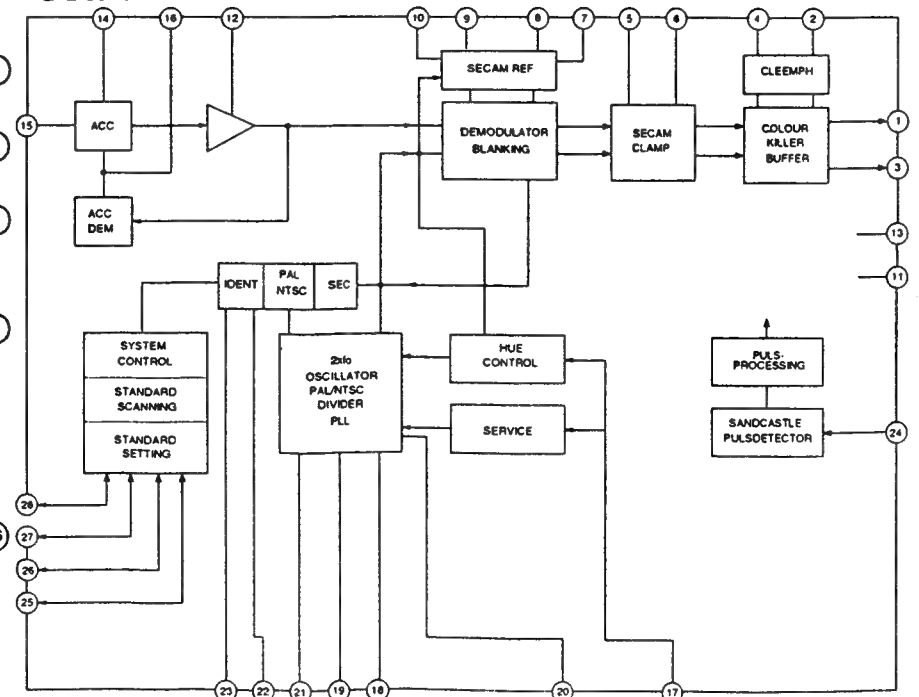 14
16
12
10
9
8
7
5
6
4
2
SECAM REF
CLEEMPH
15
ACC
DEMODULATOR
BLANKING
SECAM
CLAMP
COLOUR
KILLER
BUFFER
1
3
ACC
DEM
13
11
IDENT
PAL
NTSC
SEC
SYSTEM
CONTROL
STANDARD
SCANNING
STANDARD
SETTING
2xfo
OSCILLATOR
PAL/NTSC
DIVIDER
PLL
HUE
CONTROL
SERVICE
PULS-
PROCESSING
SANDCASTLE
PULSDETECTOR
24
28
27
26
25
23
22
21
19
18
20
17